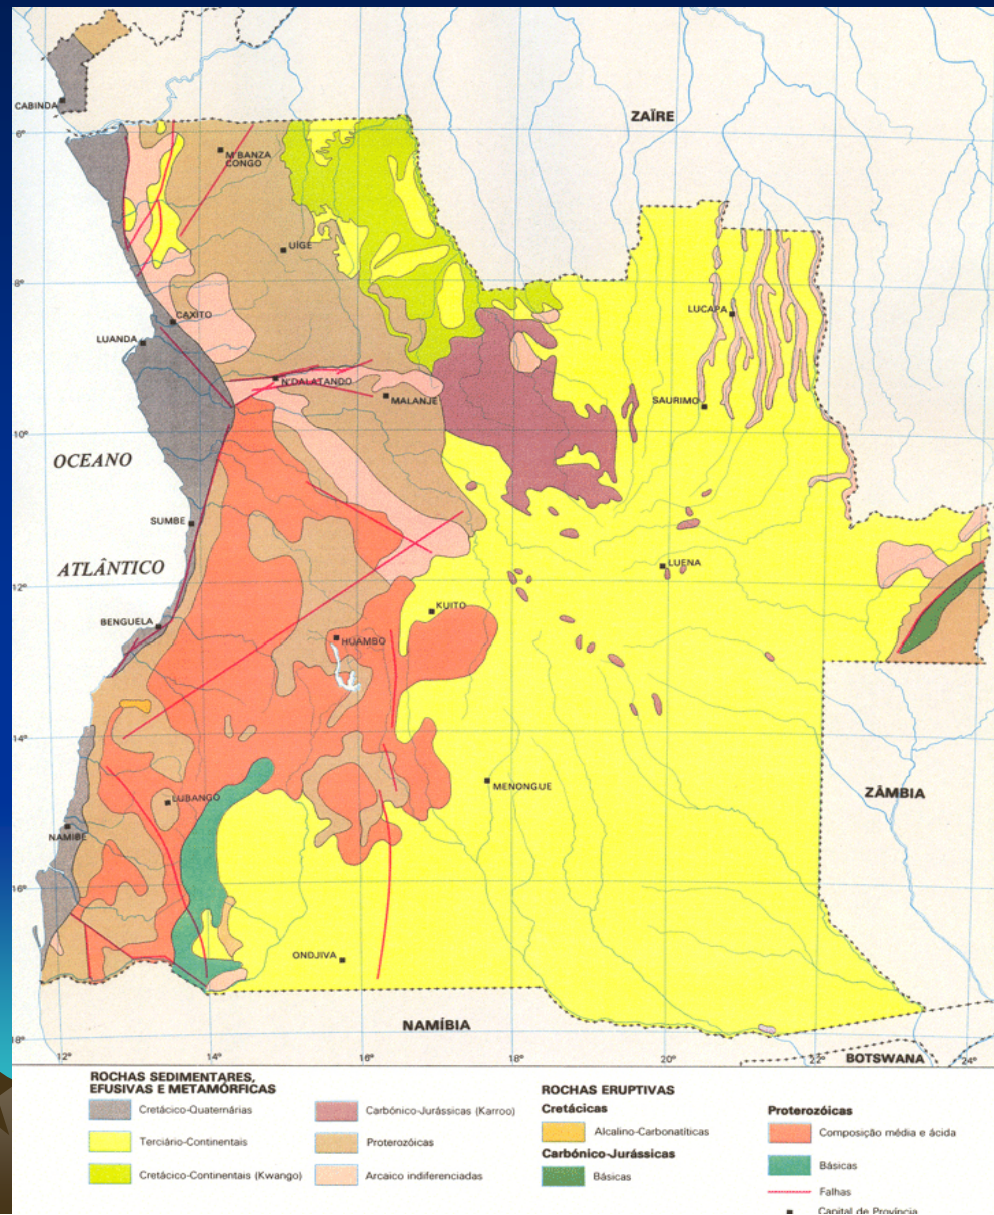 CABINDA
ZAÏRE
6°
M'BANZA
CONGO
UÍGE
8°
CAXITO
LUCAPA
LUANDA
N'DALATANDO
MALANJE
SAURIMO
10°
OCEANO
SUMBE
ATLÂNTICO
LUENA
12°
KUITO
BENGUELA
HUAMBO
14°
MENONGUE
ZÂMBIA
LUBANGO
NAMIBE
16°
ONDJIVA
NAMÍBIA
18°
12°
14°
16°
18°
20°
22°
BOTSWANA
24°
ROCHAS SEDIMENTARES,
EFUSIVAS E METAMÓRFICAS
Cretácico-Quaternárias
Terciário-Continentais
Cretácico-Continentais (Kwango)
Carbónico-Jurássicas (Karroo)
Proterozóicas
Arcaico indiferenciadas
ROCHAS ERUPTIVAS
Cretácicas
Alcalino-Carbonatíticas
Carbónico-Jurássicas
Básicas
Proterozóicas
Composição média e ácida
Básicas
Falhas
Capital de Província